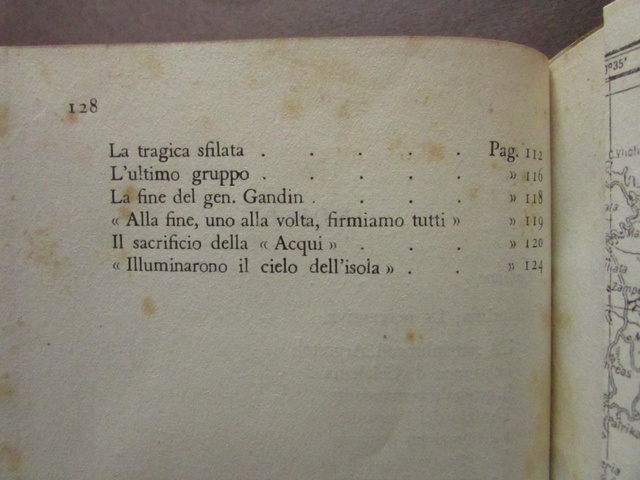 128
La tragica sfilata . . . . . Pag. 112
L'ultimo gruppo . . . . . » 116
La fine del gen. Gandin . . . . » 118
« Alla fine, uno alla volta, firmiamo tutti » » 119
Il sacrificio della « Acqui » . . . » 120
« Illuminarono il cielo dell'isola » . . » 124